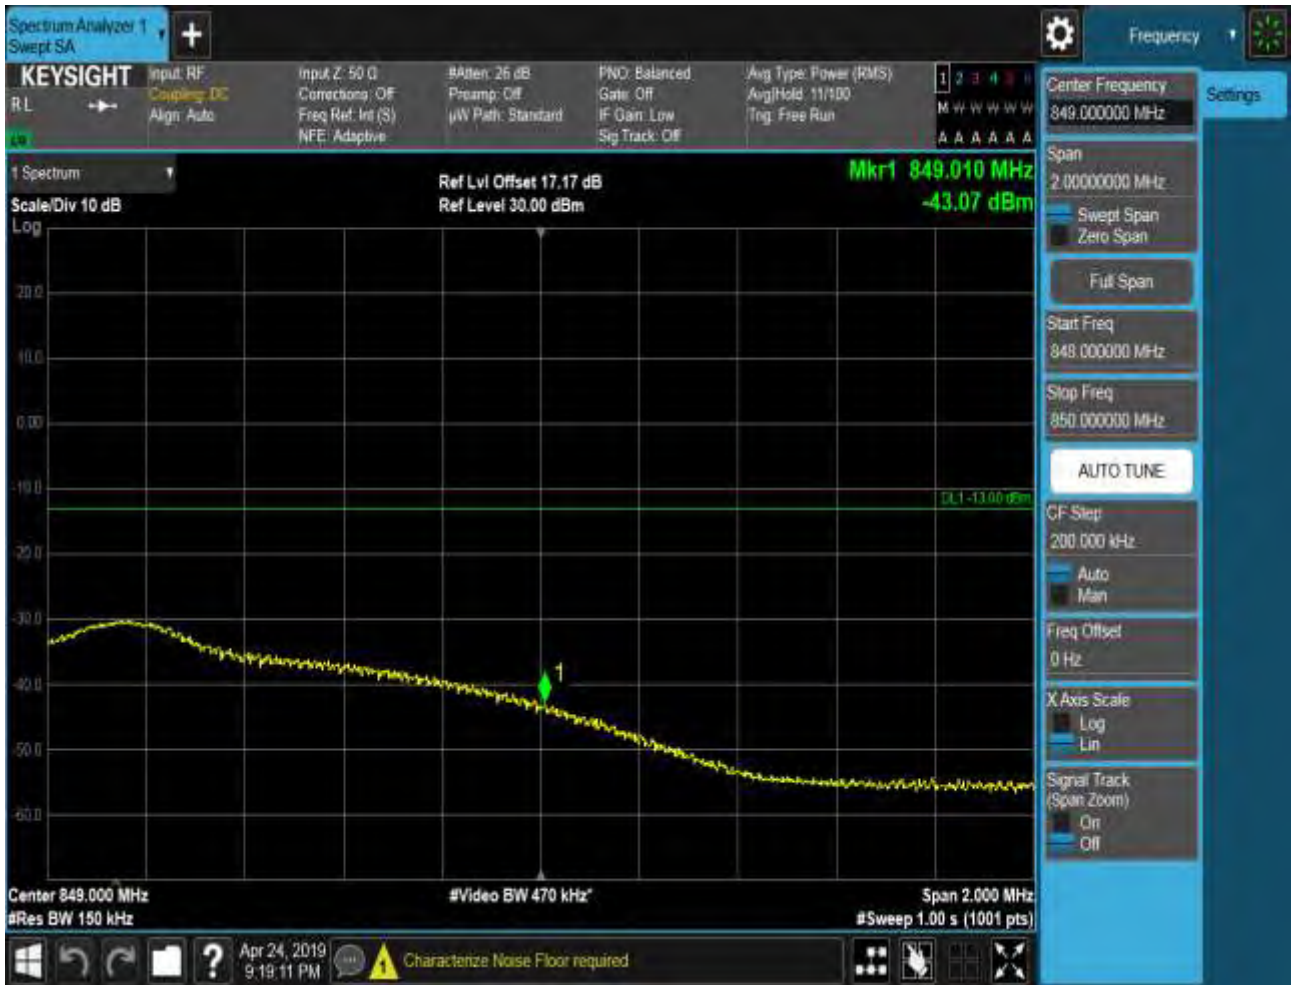 Spectrum Analyzer 1
Swept SA
+
Frequency
KEYSIGHT
RL
Input: RF
Coupling: DC
Align: Auto
Input Z: 50 Ω
Corrections: Off
Freq Ref: Int (S)
NFE: Adaptive
#Atten: 26 dB
Preamp: Off
µW Path: Standard
PNO: Balanced
Gate: Off
IF Gain: Low
Sig Track: Off
Avg Type: Power (RMS)
Avg|Hold: 11/100
Trig: Free Run
1 2 3 4 5 6
M W W W W W
A A A A A A
1 Spectrum
Scale/Div 10 dB
Log
Ref Lvl Offset 17.17 dB
Ref Level 30.00 dBm
Mkr1 849.010 MHz
-43.07 dBm
20.0
10.0
0.00
-10.0
DL1 -13.00 dBm
-20.0
-30.0
1
-40.0
-50.0
-60.0
Center 849.000 MHz
#Video BW 470 kHz*
Span 2.000 MHz
#Res BW 150 kHz
#Sweep 1.00 s (1001 pts)
Center Frequency
849.000000 MHz
Settings
Span
2.00000000 MHz
Swept Span
Zero Span
Full Span
Start Freq
848.000000 MHz
Stop Freq
850.000000 MHz
AUTO TUNE
CF Step
200.000 kHz
Auto
Man
Freq Offset
0 Hz
X Axis Scale
Log
Lin
Signal Track
(Span Zoom)
On
Off
?
Apr 24, 2019
9:19:11 PM
1
Characterize Noise Floor required